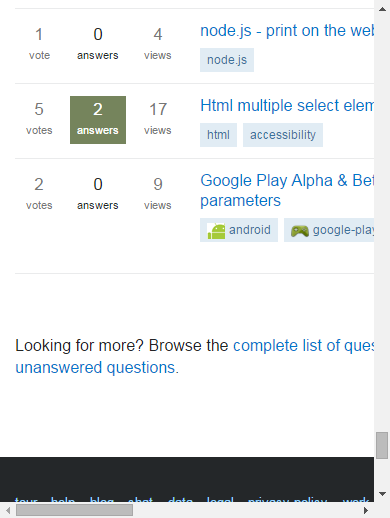 1 0 4 node.js - print on the web
vote answers views
node.js
5 2 17 Html multiple select elem
votes answers views
html accessibility
2 0 9 Google Play Alpha & Bet
votes answers views parameters
android google-play
Looking for more? Browse the complete list of ques
unanswered questions.
tour help blog chat data legal privacy policy work